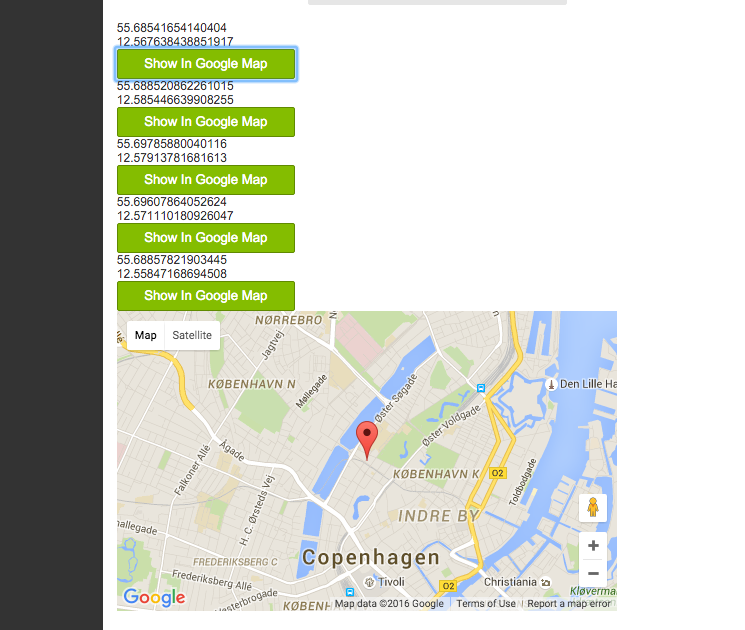 55.68541654140404
12.567638438851917
Show In Google Map
55.688520862261015
12.585446639908255
Show In Google Map
55.69785880040116
12.57913781681613
Show In Google Map
55.69607864052624
12.571110180926047
Show In Google Map
55.68857821903445
12.55847168694508
Show In Google Map
Map
Satellite
NØRREBRO
Jagtvej
KØBENHAVN N
Møllegade
Øster Søgade
Den Lille Ha
Øster Voldgade
Ågade
Falkoner Allé
KØBENHAVN K
O2
Toldbodgade
H. C. Ørsteds Vej
INDRE BY
hallegade
FREDERIKSBERG C
Copenhagen
Frederiksberg Allé
Tivoli
O2
Christiania
Vesterbrogade
Kløverma
Google
KØBENH
Map data ©2016 Google
Terms of Use
Report a map error